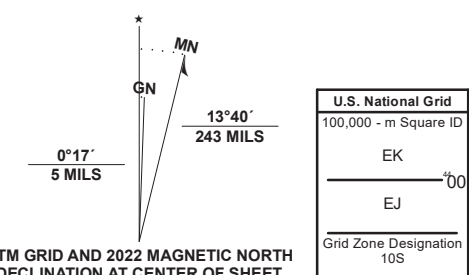 ★
MN
GN
0°17´
5 MILS
13°40´
243 MILS
TM GRID AND 2022 MAGNETIC NORTH
DECLINATION AT CENTER OF SHEET
U.S. National Grid
100,000 - m Square ID
EK
4400
EJ
Grid Zone Designation
10S